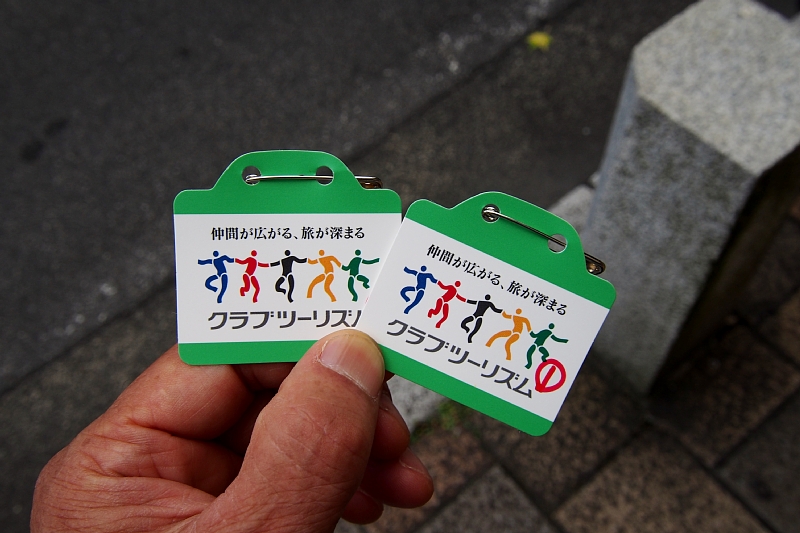 仲間が広がる、旅が深まる
クラブツーリズム
仲間が広がる、旅が深まる
クラブツーリズム
①